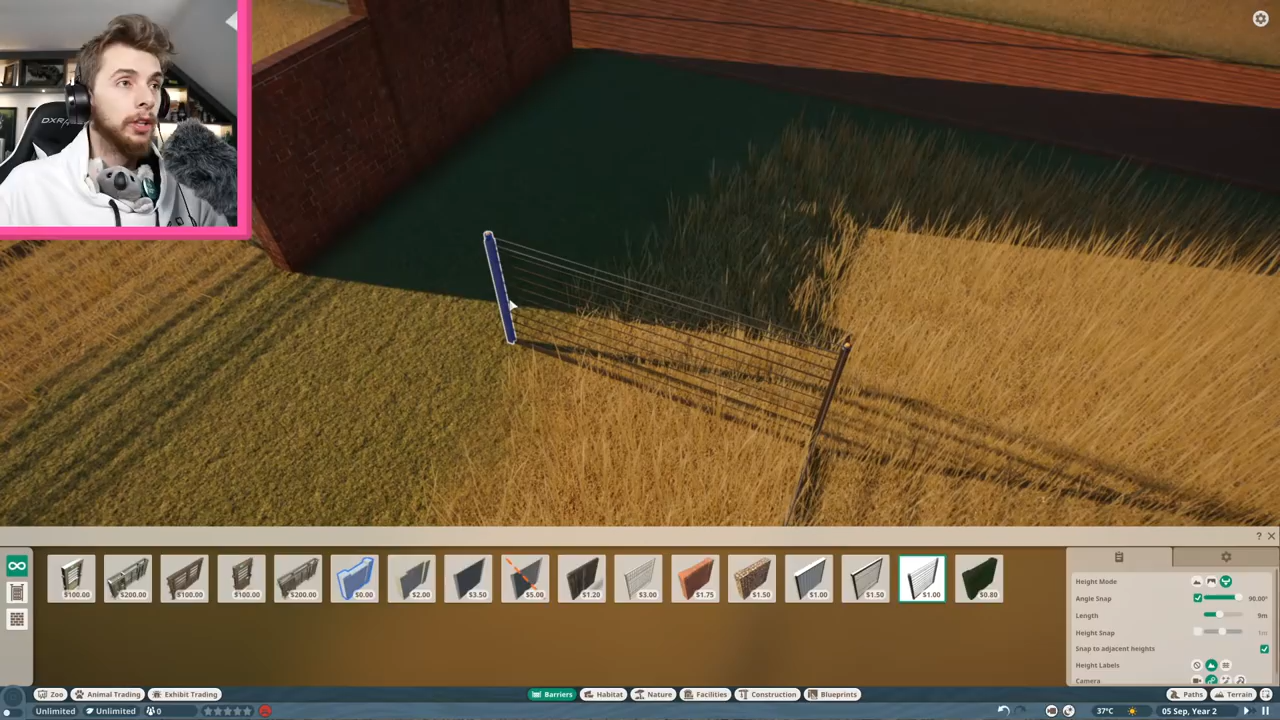 DXR
? ×
$100.00 $200.00 $100.00 $100.00 $200.00 $0.00 $2.00 $3.50 $5.00 $1.20 $3.00 $1.75 $1.50 $1.00 $1.50 $1.00 $0.80
Height Mode
Angle Snap 90.00°
Length 9m
Height Snap 1m
Snap to adjacent heights
Height Labels
Camera
Zoo Animal Trading Exhibit Trading Barriers Habitat Nature Facilities Construction Blueprints Paths Terrain
Unlimited Unlimited 0 37°C 05 Sep, Year 2